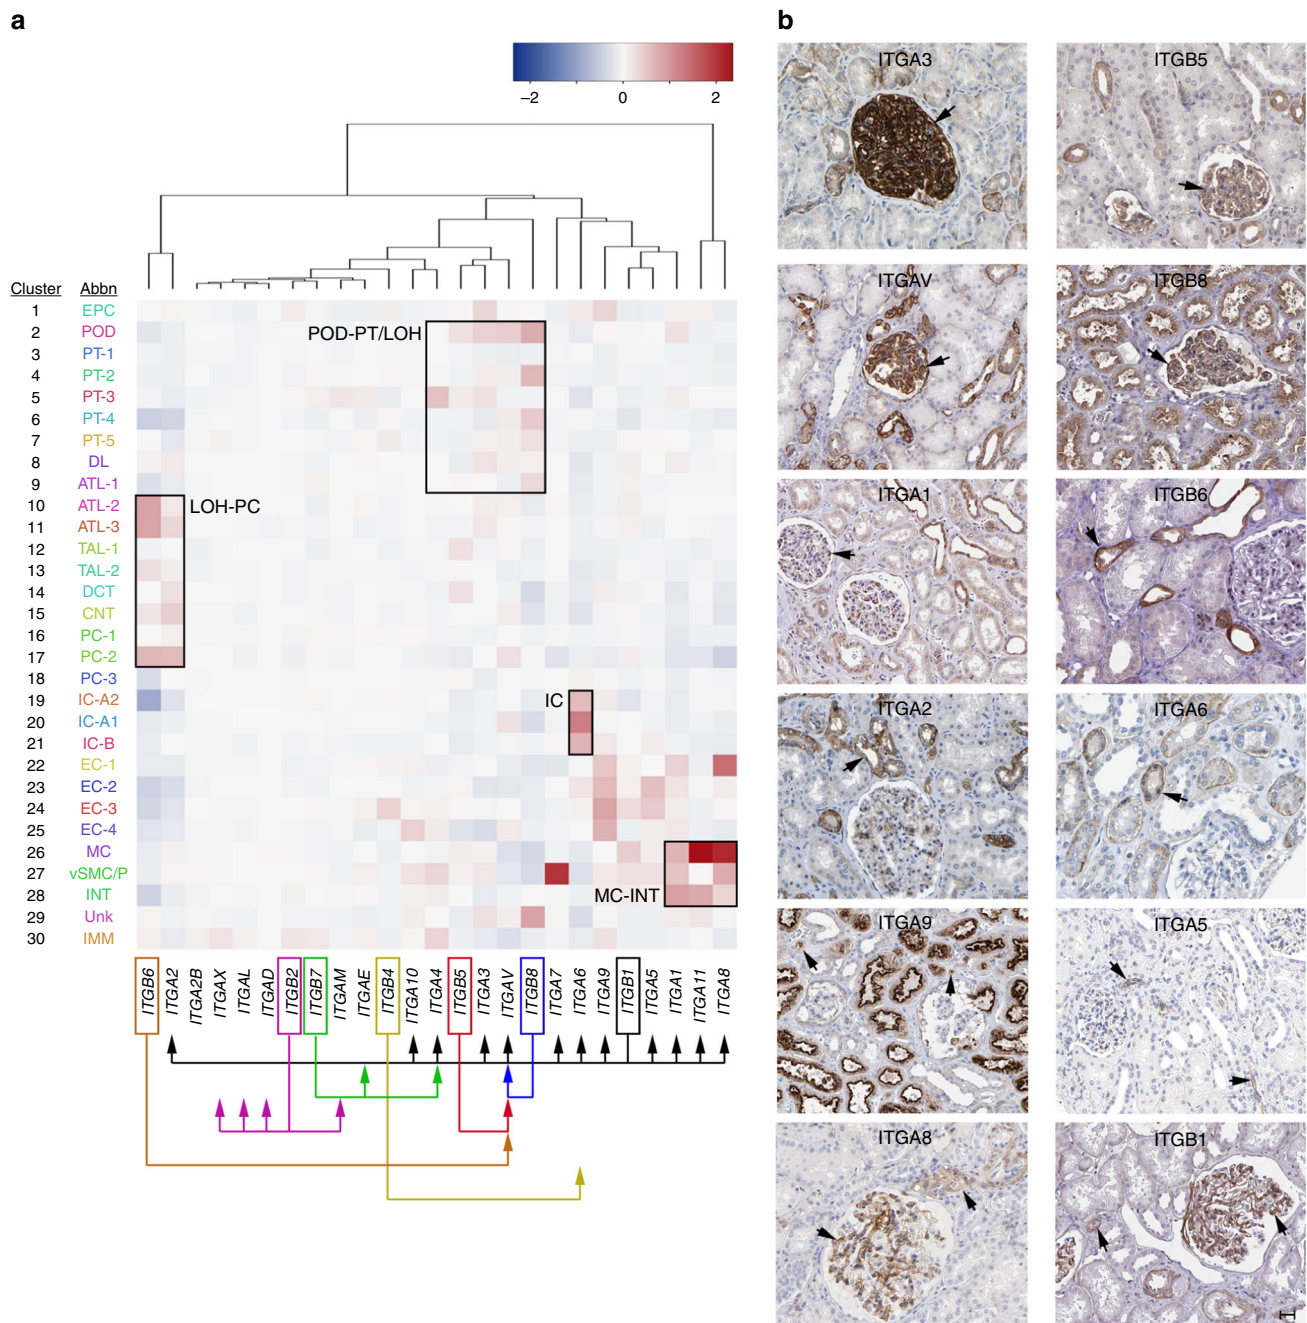 a
b
−2 0 2
Cluster Abbn
1 EPC
2 POD
3 PT-1
4 PT-2
5 PT-3
6 PT-4
7 PT-5
8 DL
9 ATL-1
10 ATL-2
11 ATL-3
12 TAL-1
13 TAL-2
14 DCT
15 CNT
16 PC-1
17 PC-2
18 PC-3
19 IC-A2
20 IC-A1
21 IC-B
22 EC-1
23 EC-2
24 EC-3
25 EC-4
26 MC
27 vSMC/P
28 INT
29 Unk
30 IMM
POD-PT/LOH
LOH-PC
IC
MC-INT
ITGB6
ITGA2
ITGA2B
ITGAX
ITGAL
ITGAD
ITGB2
ITGB7
ITGAM
ITGAE
ITGB4
ITGA10
ITGA4
ITGB5
ITGA3
ITGAV
ITGB8
ITGA7
ITGA6
ITGA9
ITGB1
ITGA5
ITGA1
ITGA11
ITGA8
ITGA3
ITGB5
ITGAV
ITGB8
ITGA1
ITGB6
ITGA2
ITGA6
ITGA9
ITGA5
ITGA8
ITGB1